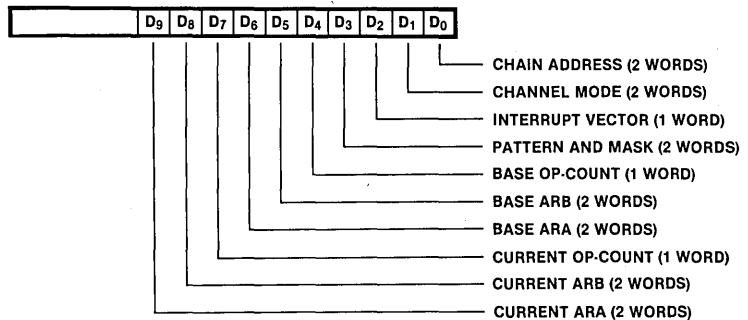 D₉ D₈ D₇ D₆ D₅ D₄ D₃ D₂ D₁ D₀
CHAIN ADDRESS (2 WORDS)
CHANNEL MODE (2 WORDS)
INTERRUPT VECTOR (1 WORD)
PATTERN AND MASK (2 WORDS)
BASE OP-COUNT (1 WORD)
BASE ARB (2 WORDS)
BASE ARA (2 WORDS)
CURRENT OP-COUNT (1 WORD)
CURRENT ARB (2 WORDS)
CURRENT ARA (2 WORDS)